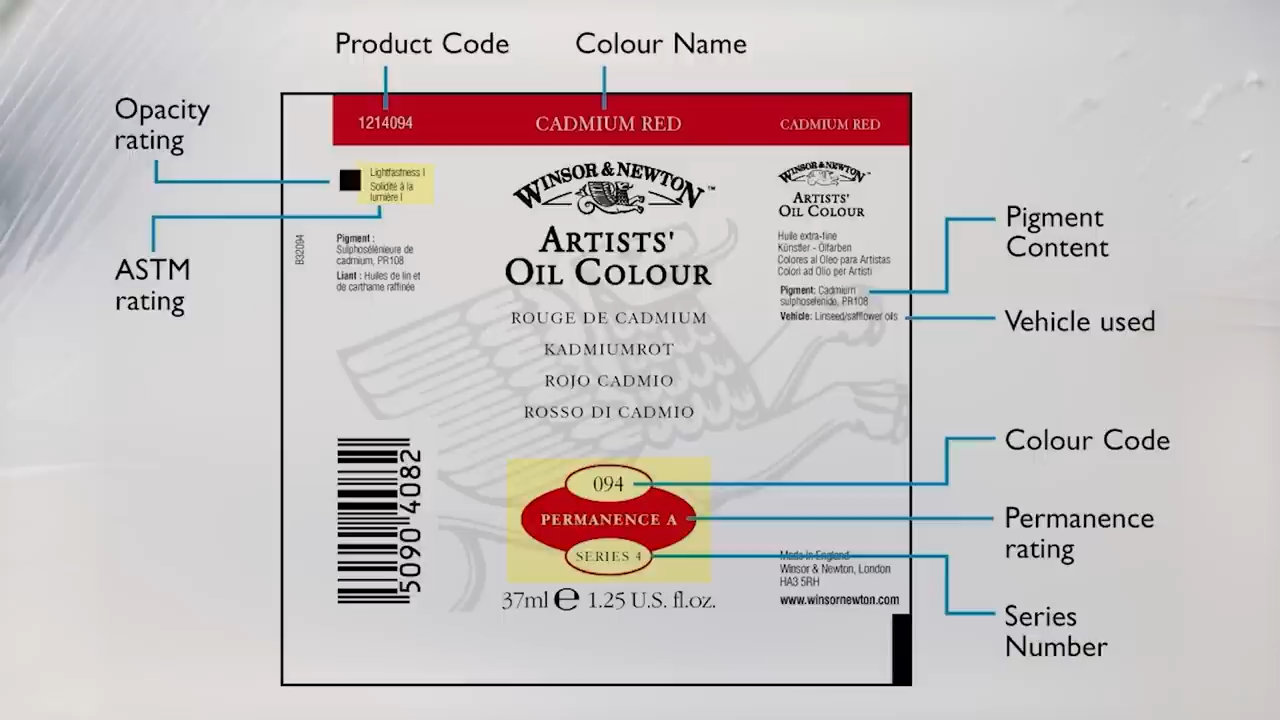 Product Code
Colour Name
Opacity
rating
ASTM
rating
1214094
CADMIUM RED
CADMIUM RED
Lightfastness I
Solidité à la
lumière I
B32094
Pigment :
Sulphosélénieure de
cadmium, PR108
Liant : Huiles de lin et
de carthame raffinée
5090 4082
WINSOR & NEWTON™
ARTISTS'
OIL COLOUR
ROUGE DE CADMIUM
KADMIUMROT
ROJO CADMIO
ROSSO DI CADMIO
094
PERMANENCE A
SERIES 4
37ml e 1.25 U.S. fl.oz.
WINSOR & NEWTON™
ARTISTS'
OIL COLOUR
Huile extra-fine
Künstler - Ölfarben
Colores al Oleo para Artistas
Colori ad Olio per Artisti
Pigment: Cadmium
sulphoselenide, PR108
Vehicle: Linseed/safflower oils
Made in England
Winsor & Newton, London
HA3 5RH
www.winsornewton.com
Pigment
Content
Vehicle used
Colour Code
Permanence
rating
Series
Number